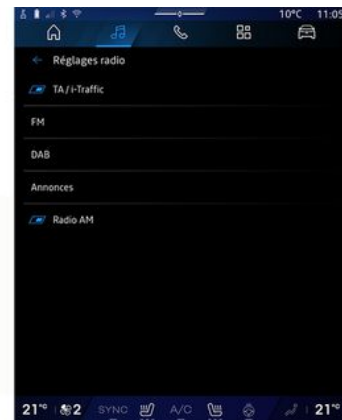 10°C 11:05
Réglages radio
TA / i-Traffic
FM
DAB
Annonces
Radio AM
21°C 2 SYNC A/C 21°C